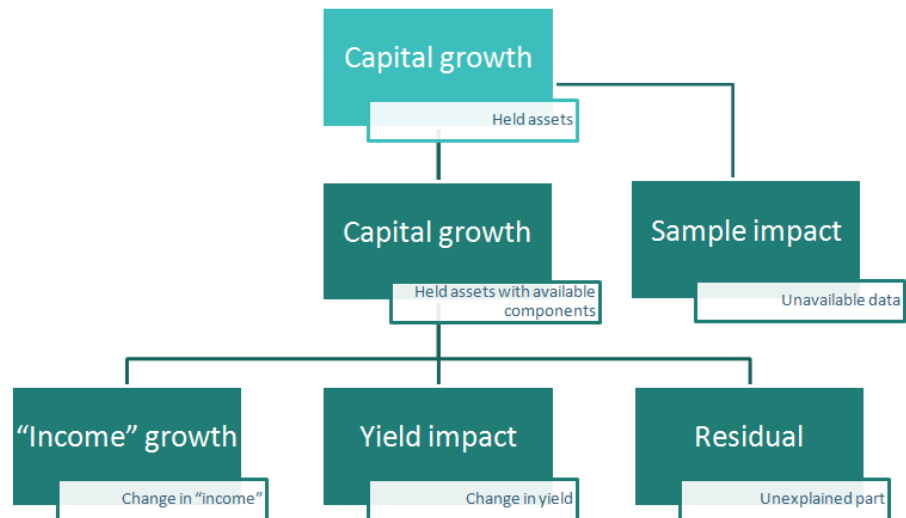 Capital growth
Held assets
Capital growth
Held assets with available
components
Sample impact
Unavailable data
“Income” growth
Change in “income”
Yield impact
Change in yield
Residual
Unexplained part